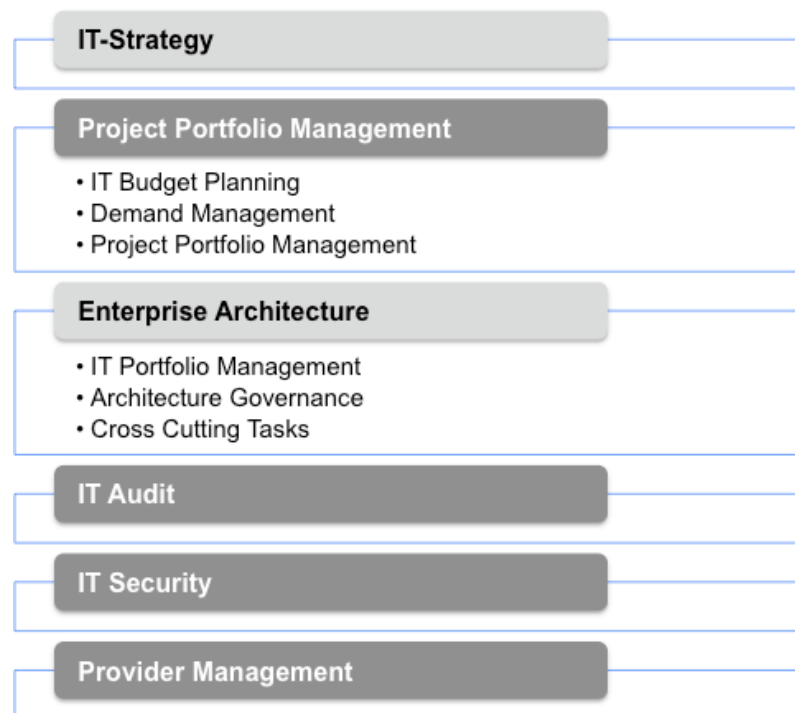 IT-Strategy
Project Portfolio Management
• IT Budget Planning
• Demand Management
• Project Portfolio Management
Enterprise Architecture
• IT Portfolio Management
• Architecture Governance
• Cross Cutting Tasks
IT Audit
IT Security
Provider Management